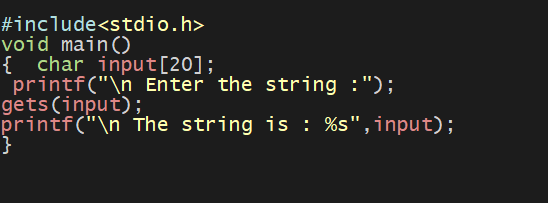 #include<stdio.h>
void main()
{  char input[20];
 printf("\n Enter the string :");
gets(input);
printf("\n The string is : %s",input);
}